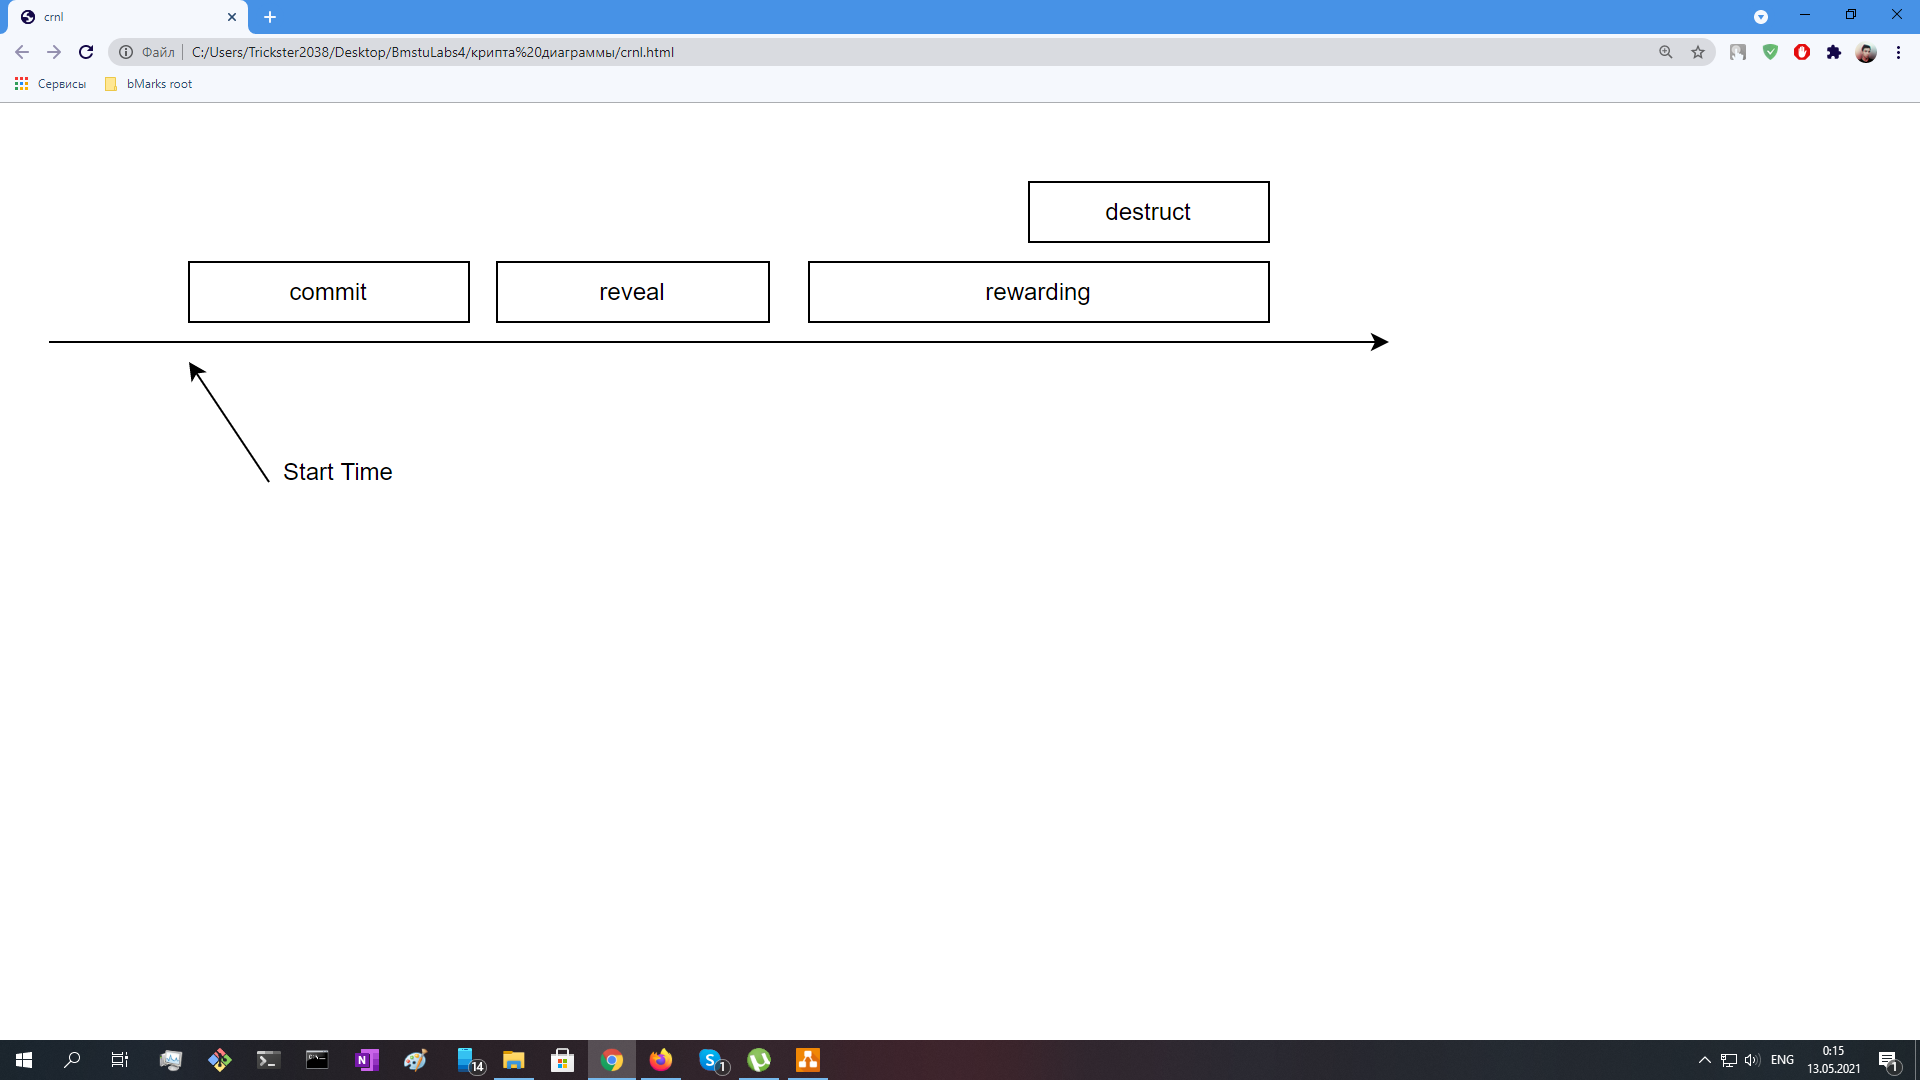 crnl
Файл C:/Users/Trickster2038/Desktop/BmstuLabs4/крипта%20диаграммы/crnl.html
Сервисы bMarks root
destruct
commit reveal rewarding
Start Time
N 14 S 1 ENG 0:15 1
13.05.2021